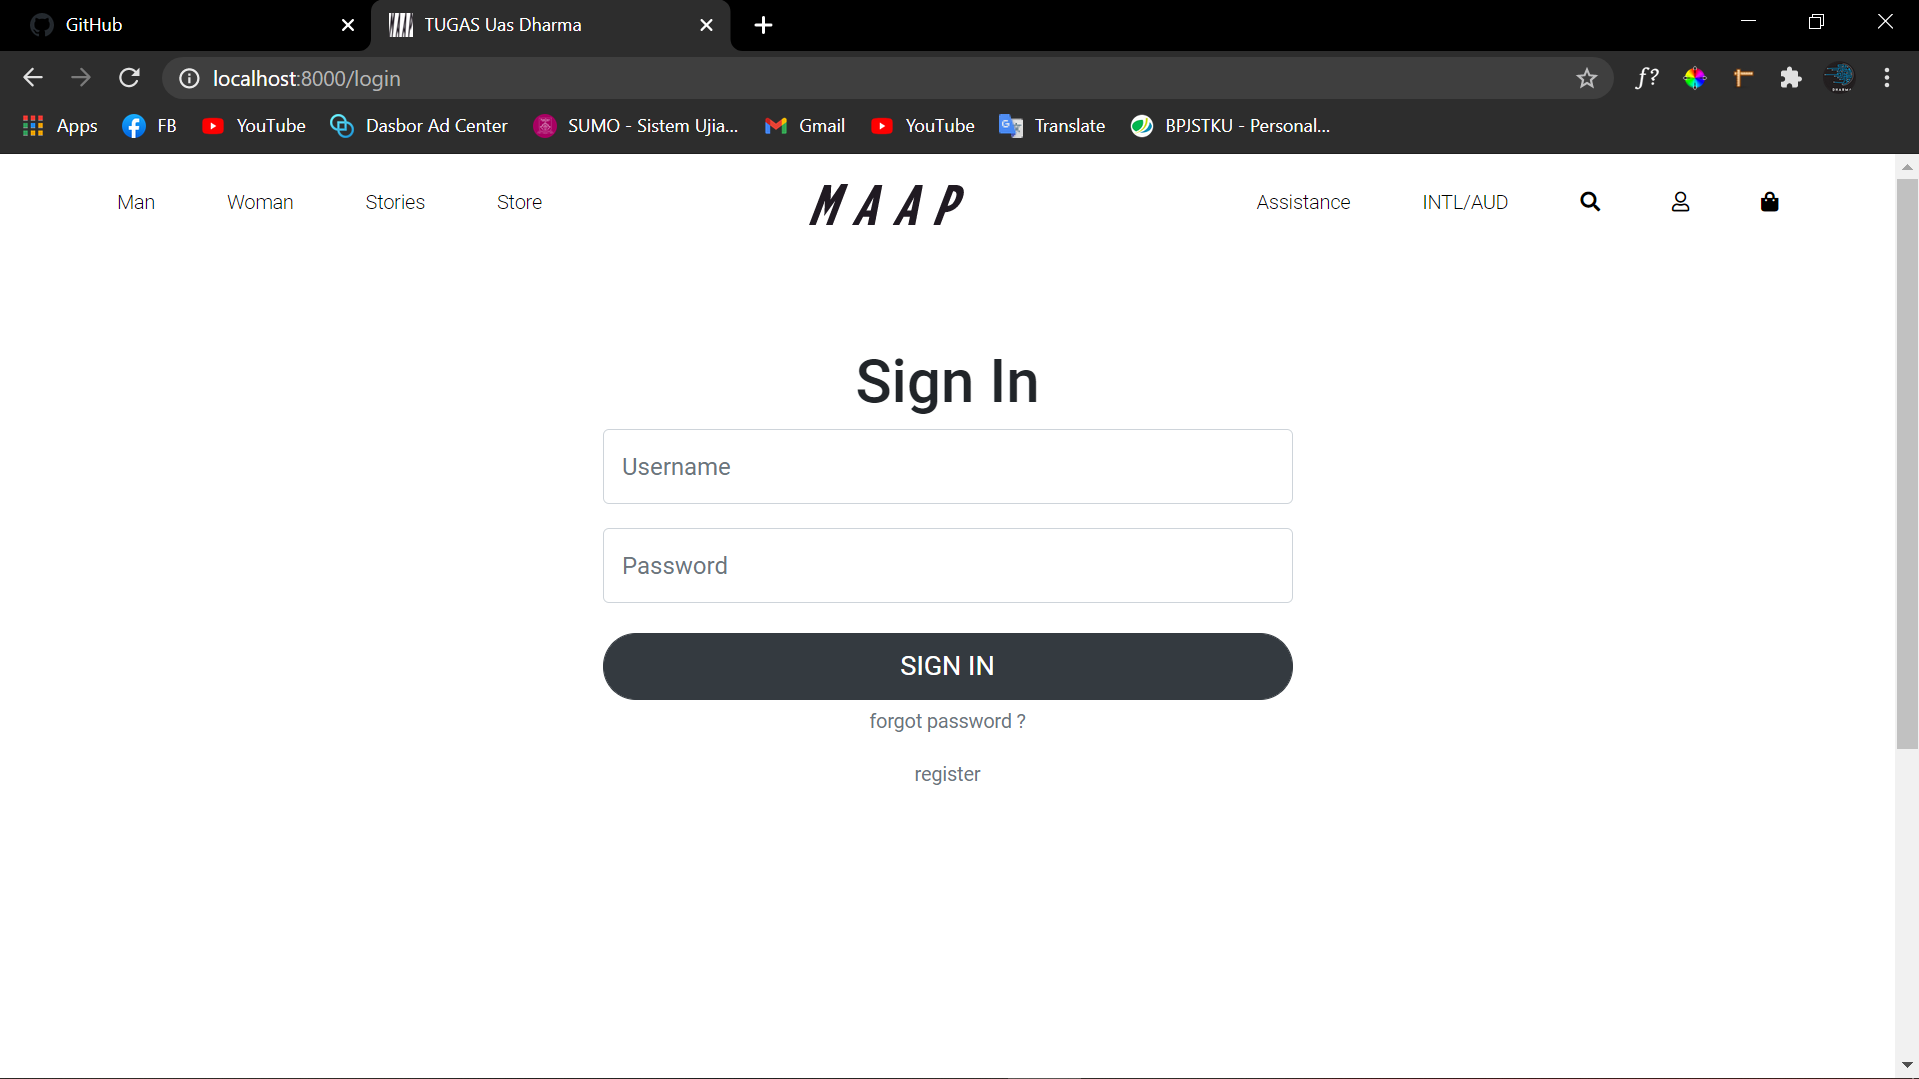 GitHub
TUGAS Uas Dharma
localhost:8000/login
f?
Apps
FB
YouTube
Dasbor Ad Center
SUMO - Sistem Ujia...
Gmail
YouTube
Translate
BPJSTKU - Personal...
Man
Woman
Stories
Store
MAAP
Assistance
INTL/AUD
Sign In
Username
Password
SIGN IN
forgot password ?
register